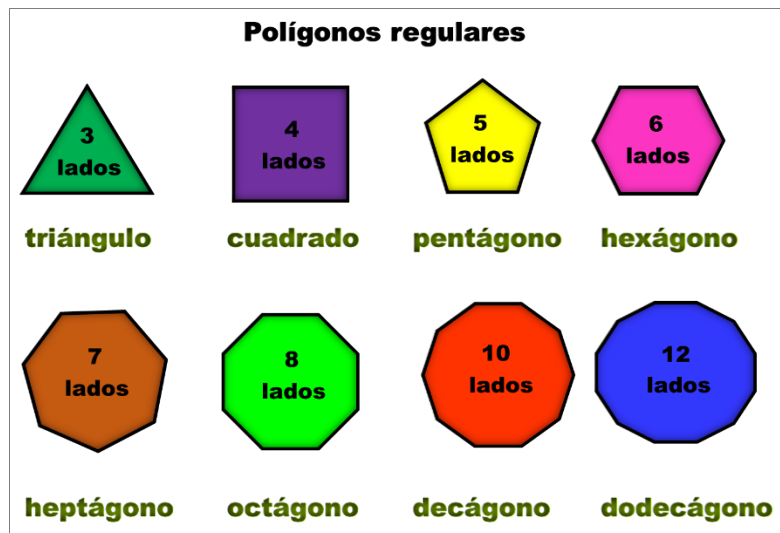 Polígonos regulares
3
lados
4
lados
5
lados
6
lados
triángulo
cuadrado
pentágono
hexágono
7
lados
8
lados
10
lados
12
lados
heptágono
octágono
decágono
dodecágono